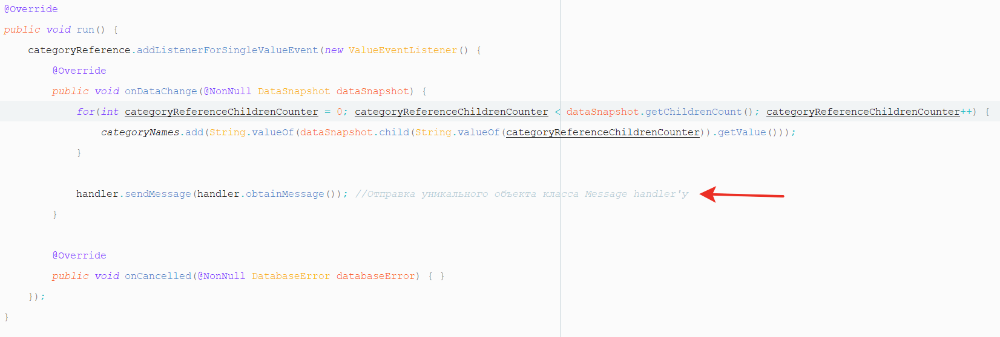 @Override
public void run() {
categoryReference.addListenerForSingleValueEvent(new ValueEventListener() {
@Override
public void onDataChange(@NonNull DataSnapshot dataSnapshot) {
for(int categoryReferenceChildrenCounter = 0; categoryReferenceChildrenCounter < dataSnapshot.getChildrenCount(); categoryReferenceChildrenCounter++) {
categoryNames.add(String.valueOf(dataSnapshot.child(String.valueOf(categoryReferenceChildrenCounter)).getValue()));
}
handler.sendMessage(handler.obtainMessage()); //Отправка уникального объекта класса Message handler'у
}
@Override
public void onCancelled(@NonNull DatabaseError databaseError) { }
});
}